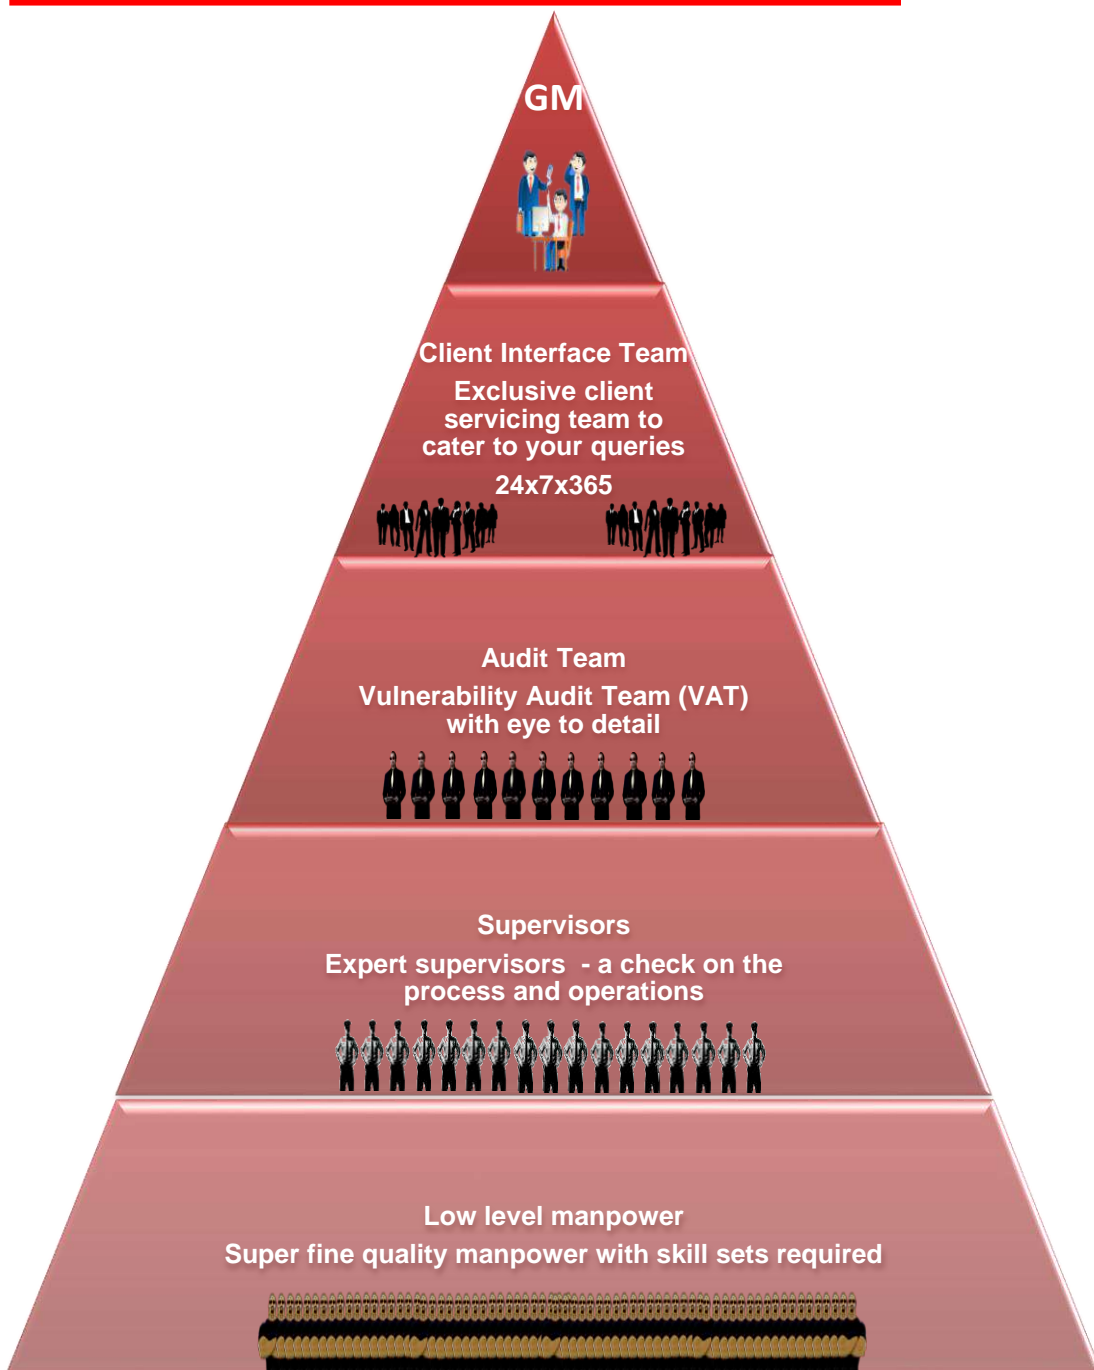 GM
Client Interface Team
Exclusive client
servicing team to
cater to your queries
24x7x365
Audit Team
Vulnerability Audit Team (VAT)
with eye to detail
Supervisors
Expert supervisors  - a check on the
process and operations
Low level manpower
Super fine quality manpower with skill sets required